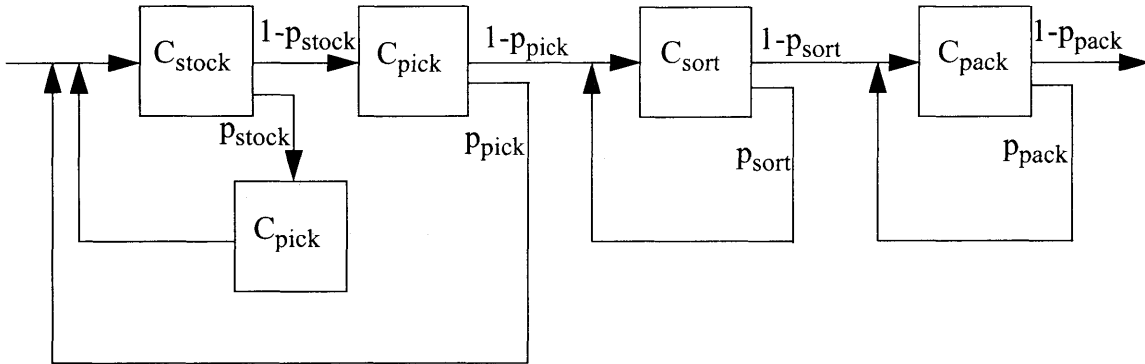 1-p_stock
1-p_pick
1-p_sort
1-p_pack
C_stock
C_pick
C_sort
C_pack
p_stock
p_pick
p_sort
p_pack
C_pick